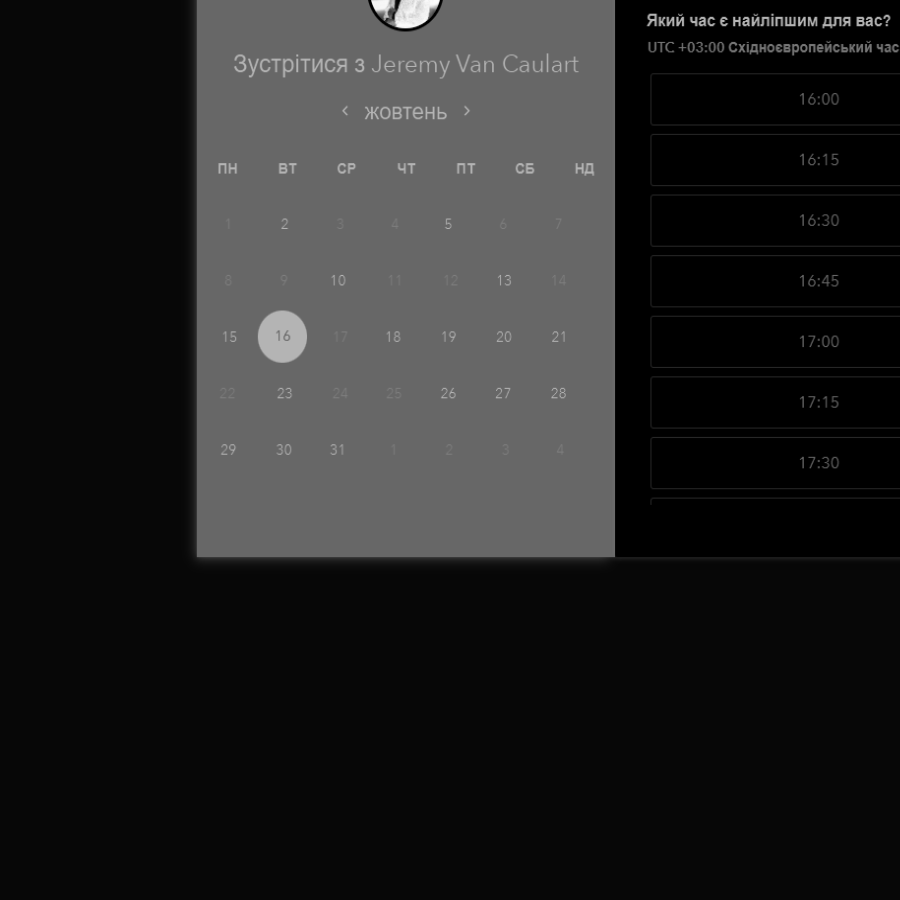 Зустрітися з Jeremy Van Caulart
жовтень
ПН ВТ СР ЧТ ПТ СБ НД
1 2 3 4 5 6 7
8 9 10 11 12 13 14
15 16 17 18 19 20 21
22 23 24 25 26 27 28
29 30 31 1 2 3 4
Який час є найліпшим для вас?
UTC +03:00 Східноєвропейський час
16:00
16:15
16:30
16:45
17:00
17:15
17:30